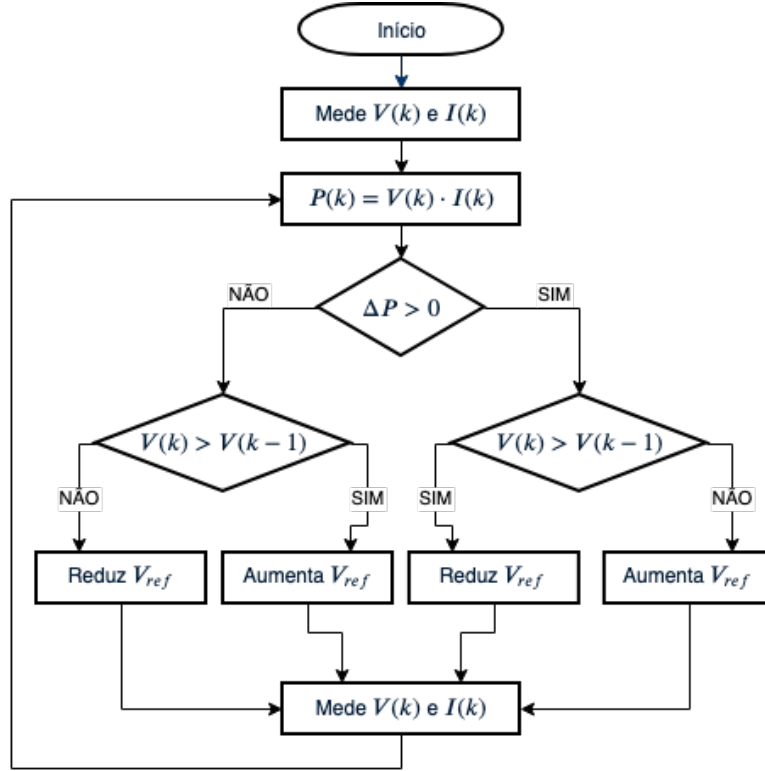 Início
Mede V(k) e I(k)
P(k) = V(k) · I(k)
NÃO
SIM
ΔP > 0
V(k) > V(k − 1)
V(k) > V(k − 1)
NÃO
SIM
SIM
NÃO
Reduz V_ref
Aumenta V_ref
Reduz V_ref
Aumenta V_ref
Mede V(k) e I(k)